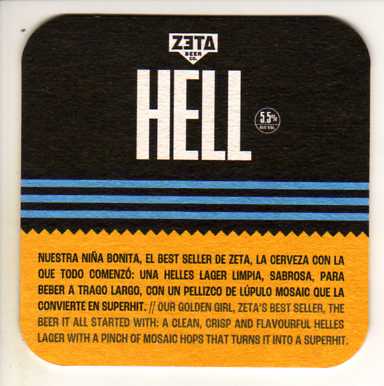 ZETA
BEER
CO.
HELL
5.5%
ALC VOL.
NUESTRA NIÑA BONITA, EL BEST SELLER DE ZETA, LA CERVEZA CON LA
QUE TODO COMENZÓ: UNA HELLES LAGER LIMPIA, SABROSA, PARA
BEBER A TRAGO LARGO, CON UN PELLIZCO DE LÚPULO MOSAIC QUE LA
CONVIERTE EN SUPERHIT. // OUR GOLDEN GIRL, ZETA'S BEST SELLER, THE
BEER IT ALL STARTED WITH: A CLEAN, CRISP AND FLAVOURFUL HELLES
LAGER WITH A PINCH OF MOSAIC HOPS THAT TURNS IT INTO A SUPERHIT.